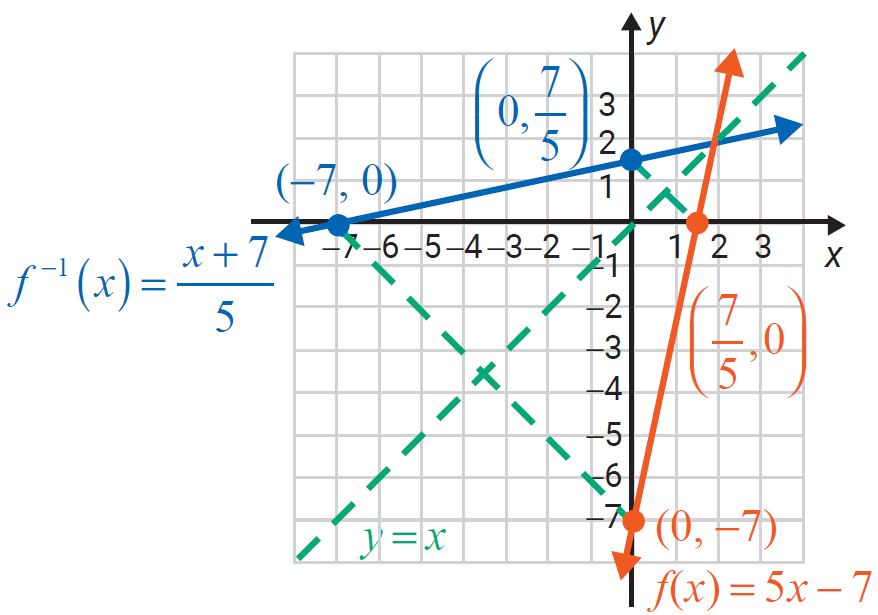 y
(0, 7/5)
3
2
1
(–7, 0)
–7 –6 –5 –4 –3 –2 –1 1 2 3 x
f⁻¹(x) = (x + 7)/5
–1
–2
–3
(7/5, 0)
–4
–5
–6
–7
(0, –7)
y = x
f(x) = 5x – 7